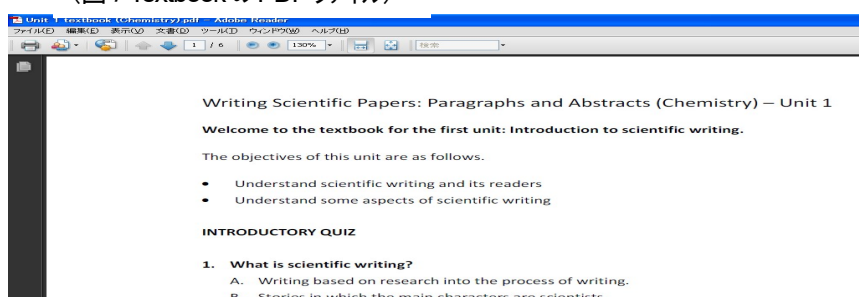 (図 7 Textbook の PDF ファイル)
Unit 1 textbook (Chemistry).pdf - Adobe Reader
ファイル(F) 編集(E) 表示(V) 文書(D) ツール(T) ウィンドウ(W) ヘルプ(H)
1 / 6 130% 検索
Writing Scientific Papers: Paragraphs and Abstracts (Chemistry) – Unit 1
Welcome to the textbook for the first unit: Introduction to scientific writing.
The objectives of this unit are as follows.
• Understand scientific writing and its readers
• Understand some aspects of scientific writing
INTRODUCTORY QUIZ
1. What is scientific writing?
A. Writing based on research into the process of writing.
B. Stories in which the main characters are scientists